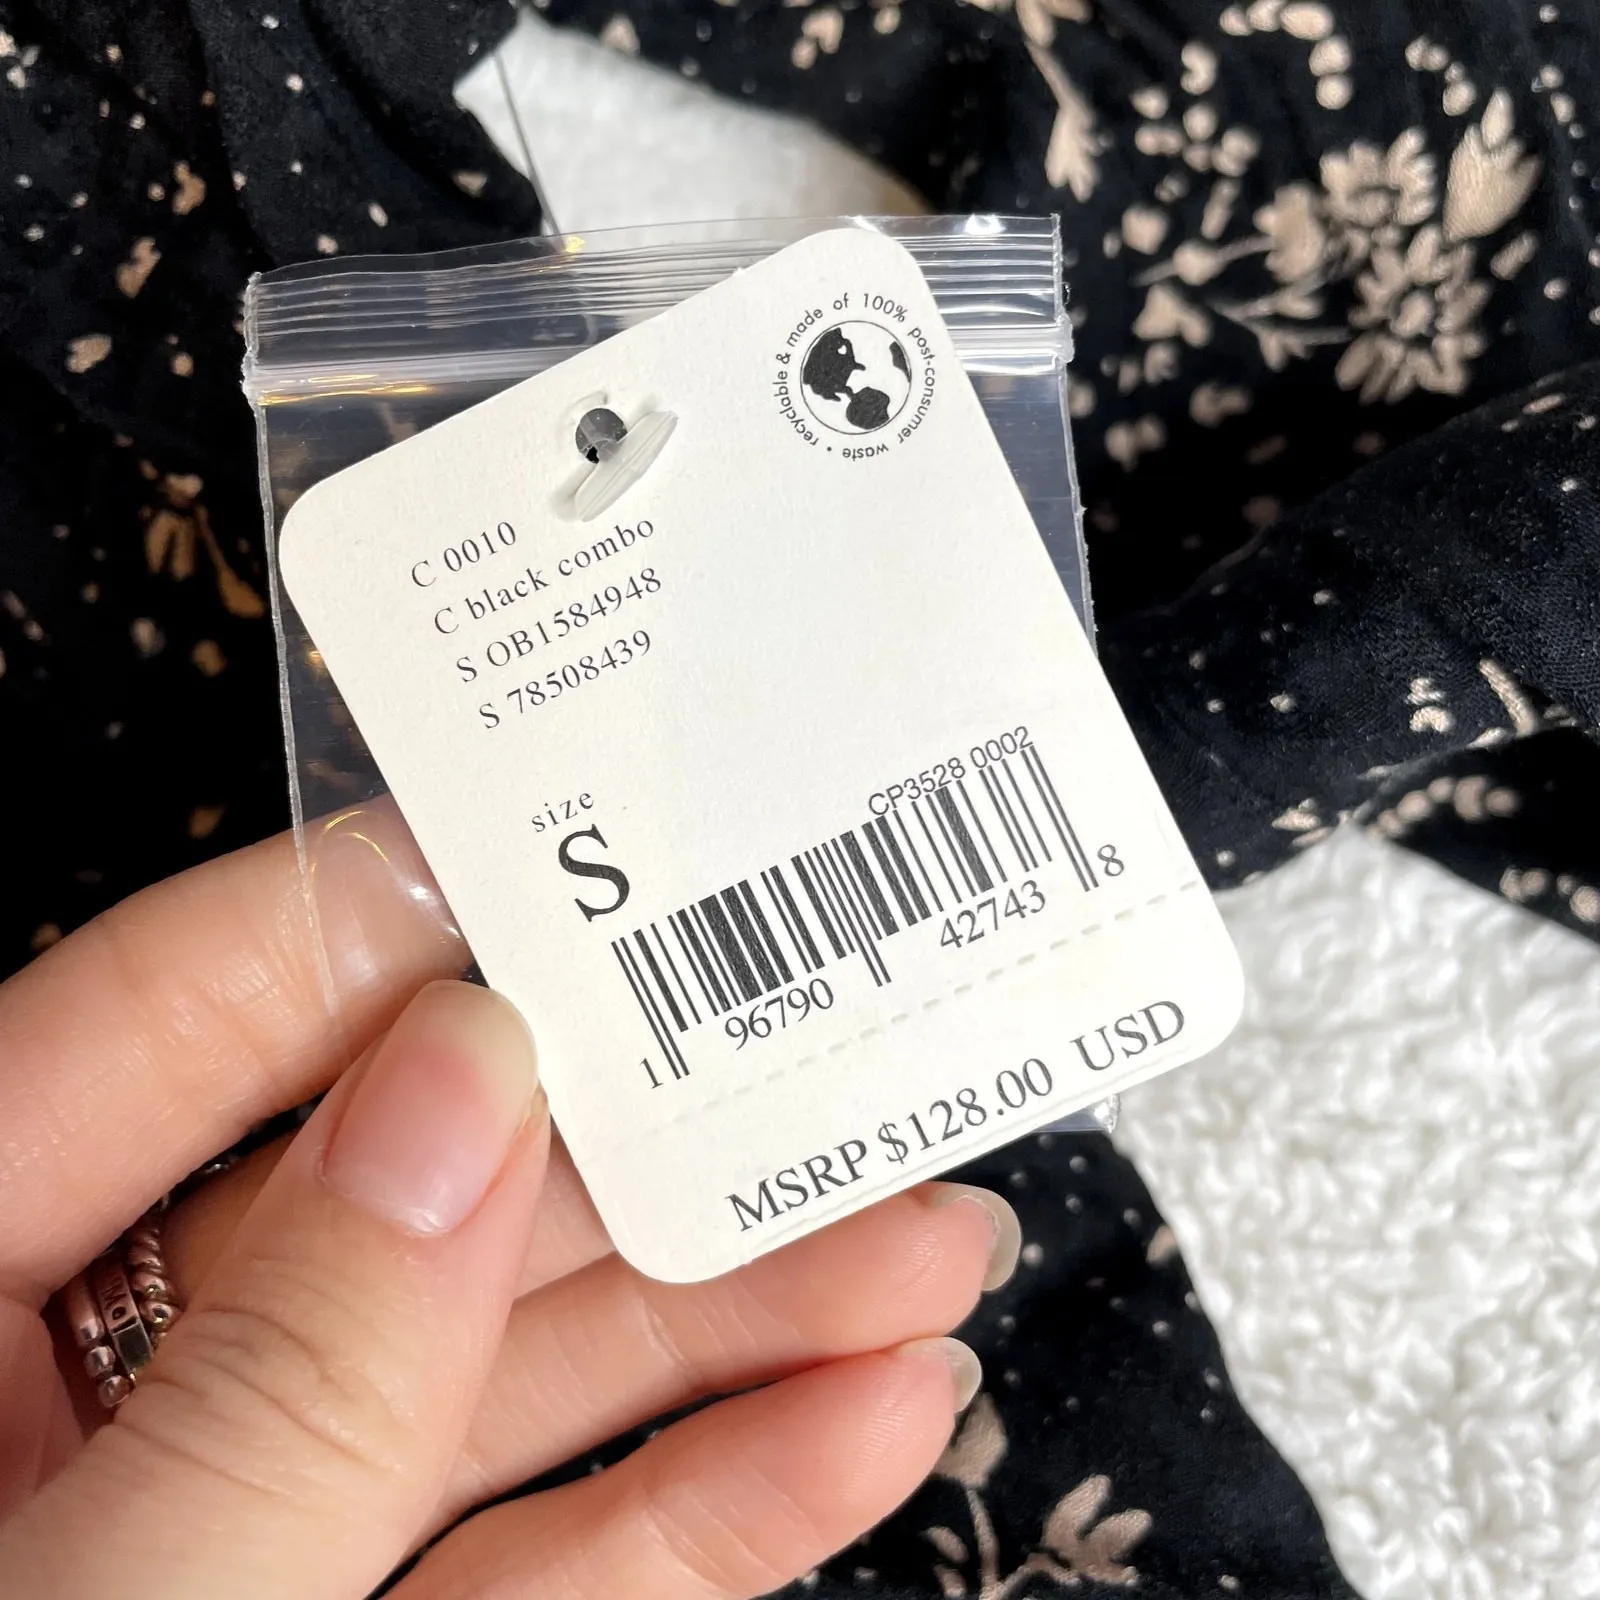 recyclable & made of 100% post-consumer waste •
C 0010
C black combo
S OB1584948
S 78508439
size
S
CP3528 0002
1 96790 42743 8
MSRP $128.00 USD